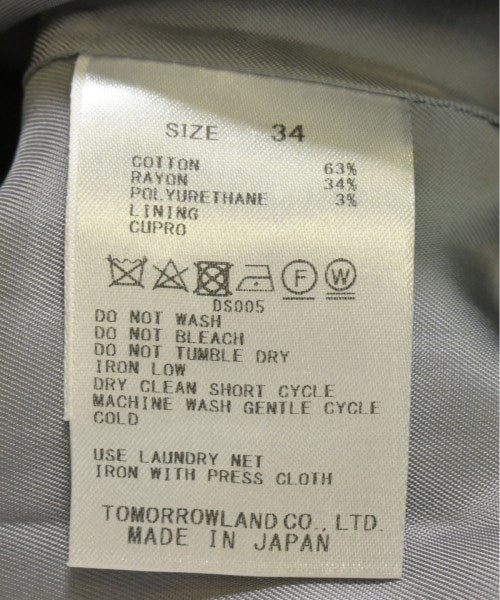 SIZE 34
COTTON 63%
RAYON 34%
POLYURETHANE 3%
LINING
CUPRO
F W
DS005
DO NOT WASH
DO NOT BLEACH
DO NOT TUMBLE DRY
IRON LOW
DRY CLEAN SHORT CYCLE
MACHINE WASH GENTLE CYCLE
COLD
USE LAUNDRY NET
IRON WITH PRESS CLOTH
TOMORROWLAND CO., LTD.
MADE IN JAPAN